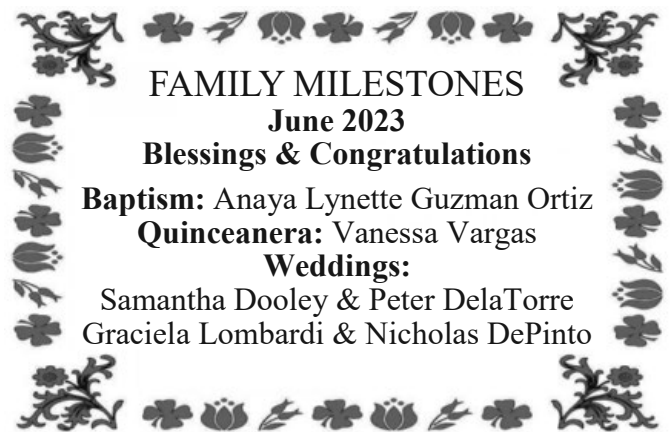 FAMILY MILESTONES
June 2023
Blessings & Congratulations
Baptism: Anaya Lynette Guzman Ortiz
Quinceanera: Vanessa Vargas
Weddings:
Samantha Dooley & Peter DelaTorre
Graciela Lombardi & Nicholas DePinto